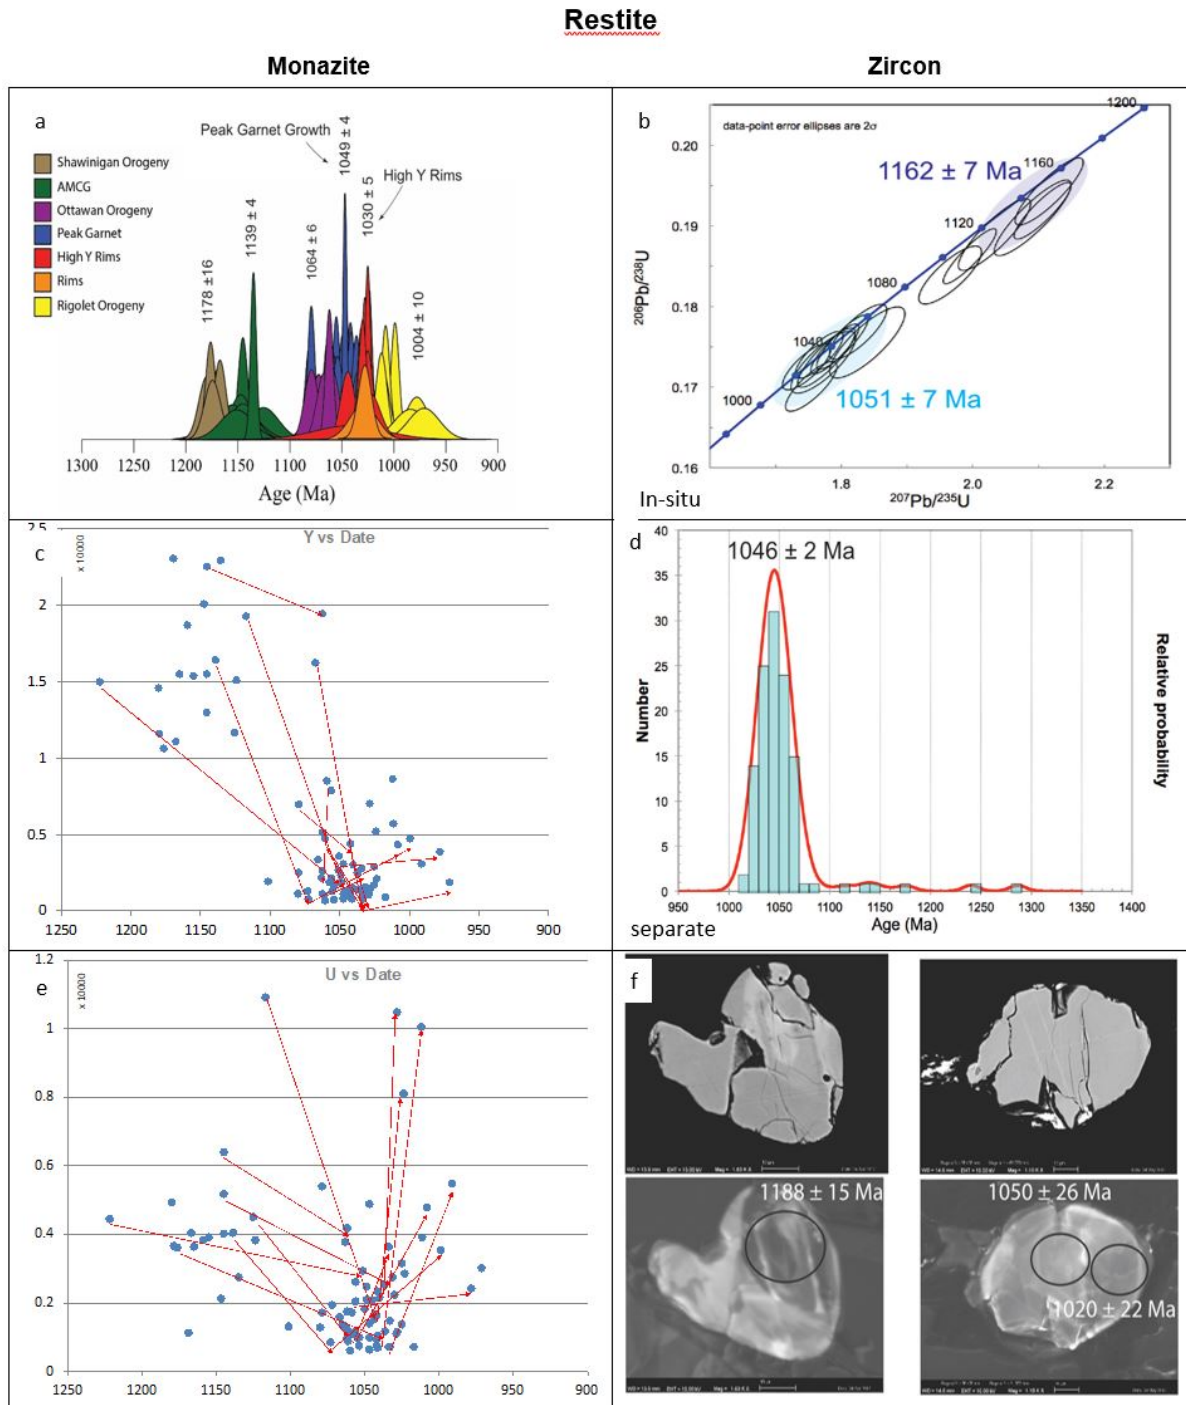 Restite
Monazite
Zircon
a
Peak Garnet Growth
High Y Rims
Shawinigan Orogeny
AMCG
Ottawan Orogeny
Peak Garnet
High Y Rims
Rims
Rigolet Orogeny
1178 ±16
1139 ± 4
1064 ± 6
1049 ± 4
1030 ± 5
1004 ± 10
1300 1250 1200 1150 1100 1050 1000 950 900
Age (Ma)
b
data-point error ellipses are 2σ
1162 ± 7 Ma
1051 ± 7 Ma
1200
1160
1120
1080
1040
1000
0.20
0.19
0.18
0.17
0.16
206Pb/238U
1.8 2.0 2.2
207Pb/235U
In-situ
c
Y vs Date
x 10000
2.5
2
1.5
1
0.5
0
1250 1200 1150 1100 1050 1000 950 900
d
1046 ± 2 Ma
40
35
30
25
20
15
10
5
0
Number
Relative probability
950 1000 1050 1100 1150 1200 1250 1300 1350 1400
Age (Ma)
separate
e
U vs Date
x 10000
1.2
1
0.8
0.6
0.4
0.2
0
1250 1200 1150 1100 1050 1000 950 900
f
1188 ± 15 Ma
1050 ± 26 Ma
1020 ± 22 Ma